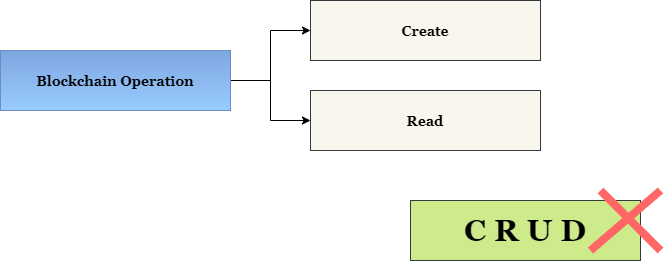 Create
Blockchain Operation
Read
C R U D